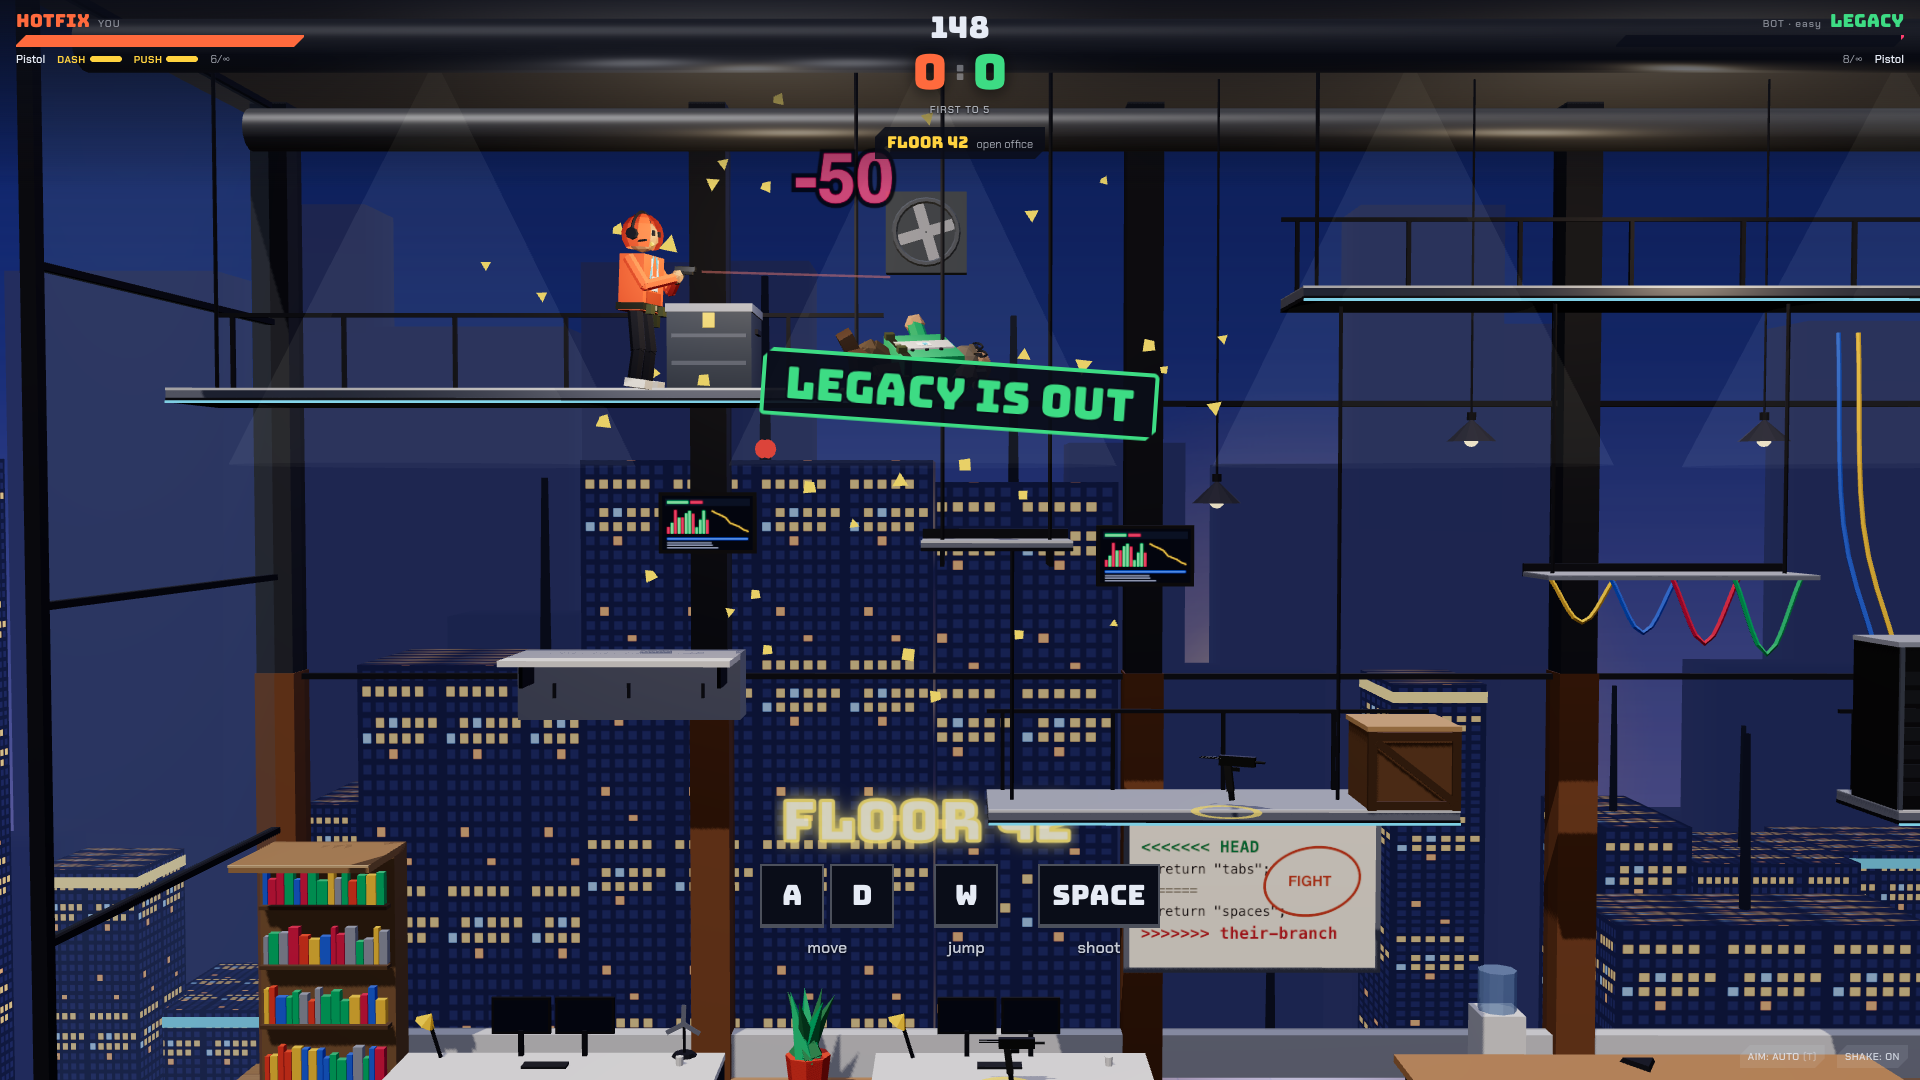 HOTFIX YOU
Pistol DASH PUSH 6/∞
148
0 : 0
FIRST TO 5
FLOOR 42 open office
BOT · easy LEGACY
8/∞ Pistol
-50
LEGACY IS OUT
FLOOR 42
A D W SPACE
move jump shoot
<<<<<<< HEAD
return "tabs";
=====
return "spaces";
>>>>>>> their-branch
FIGHT
AIM: AUTO (T) SHAKE: ON